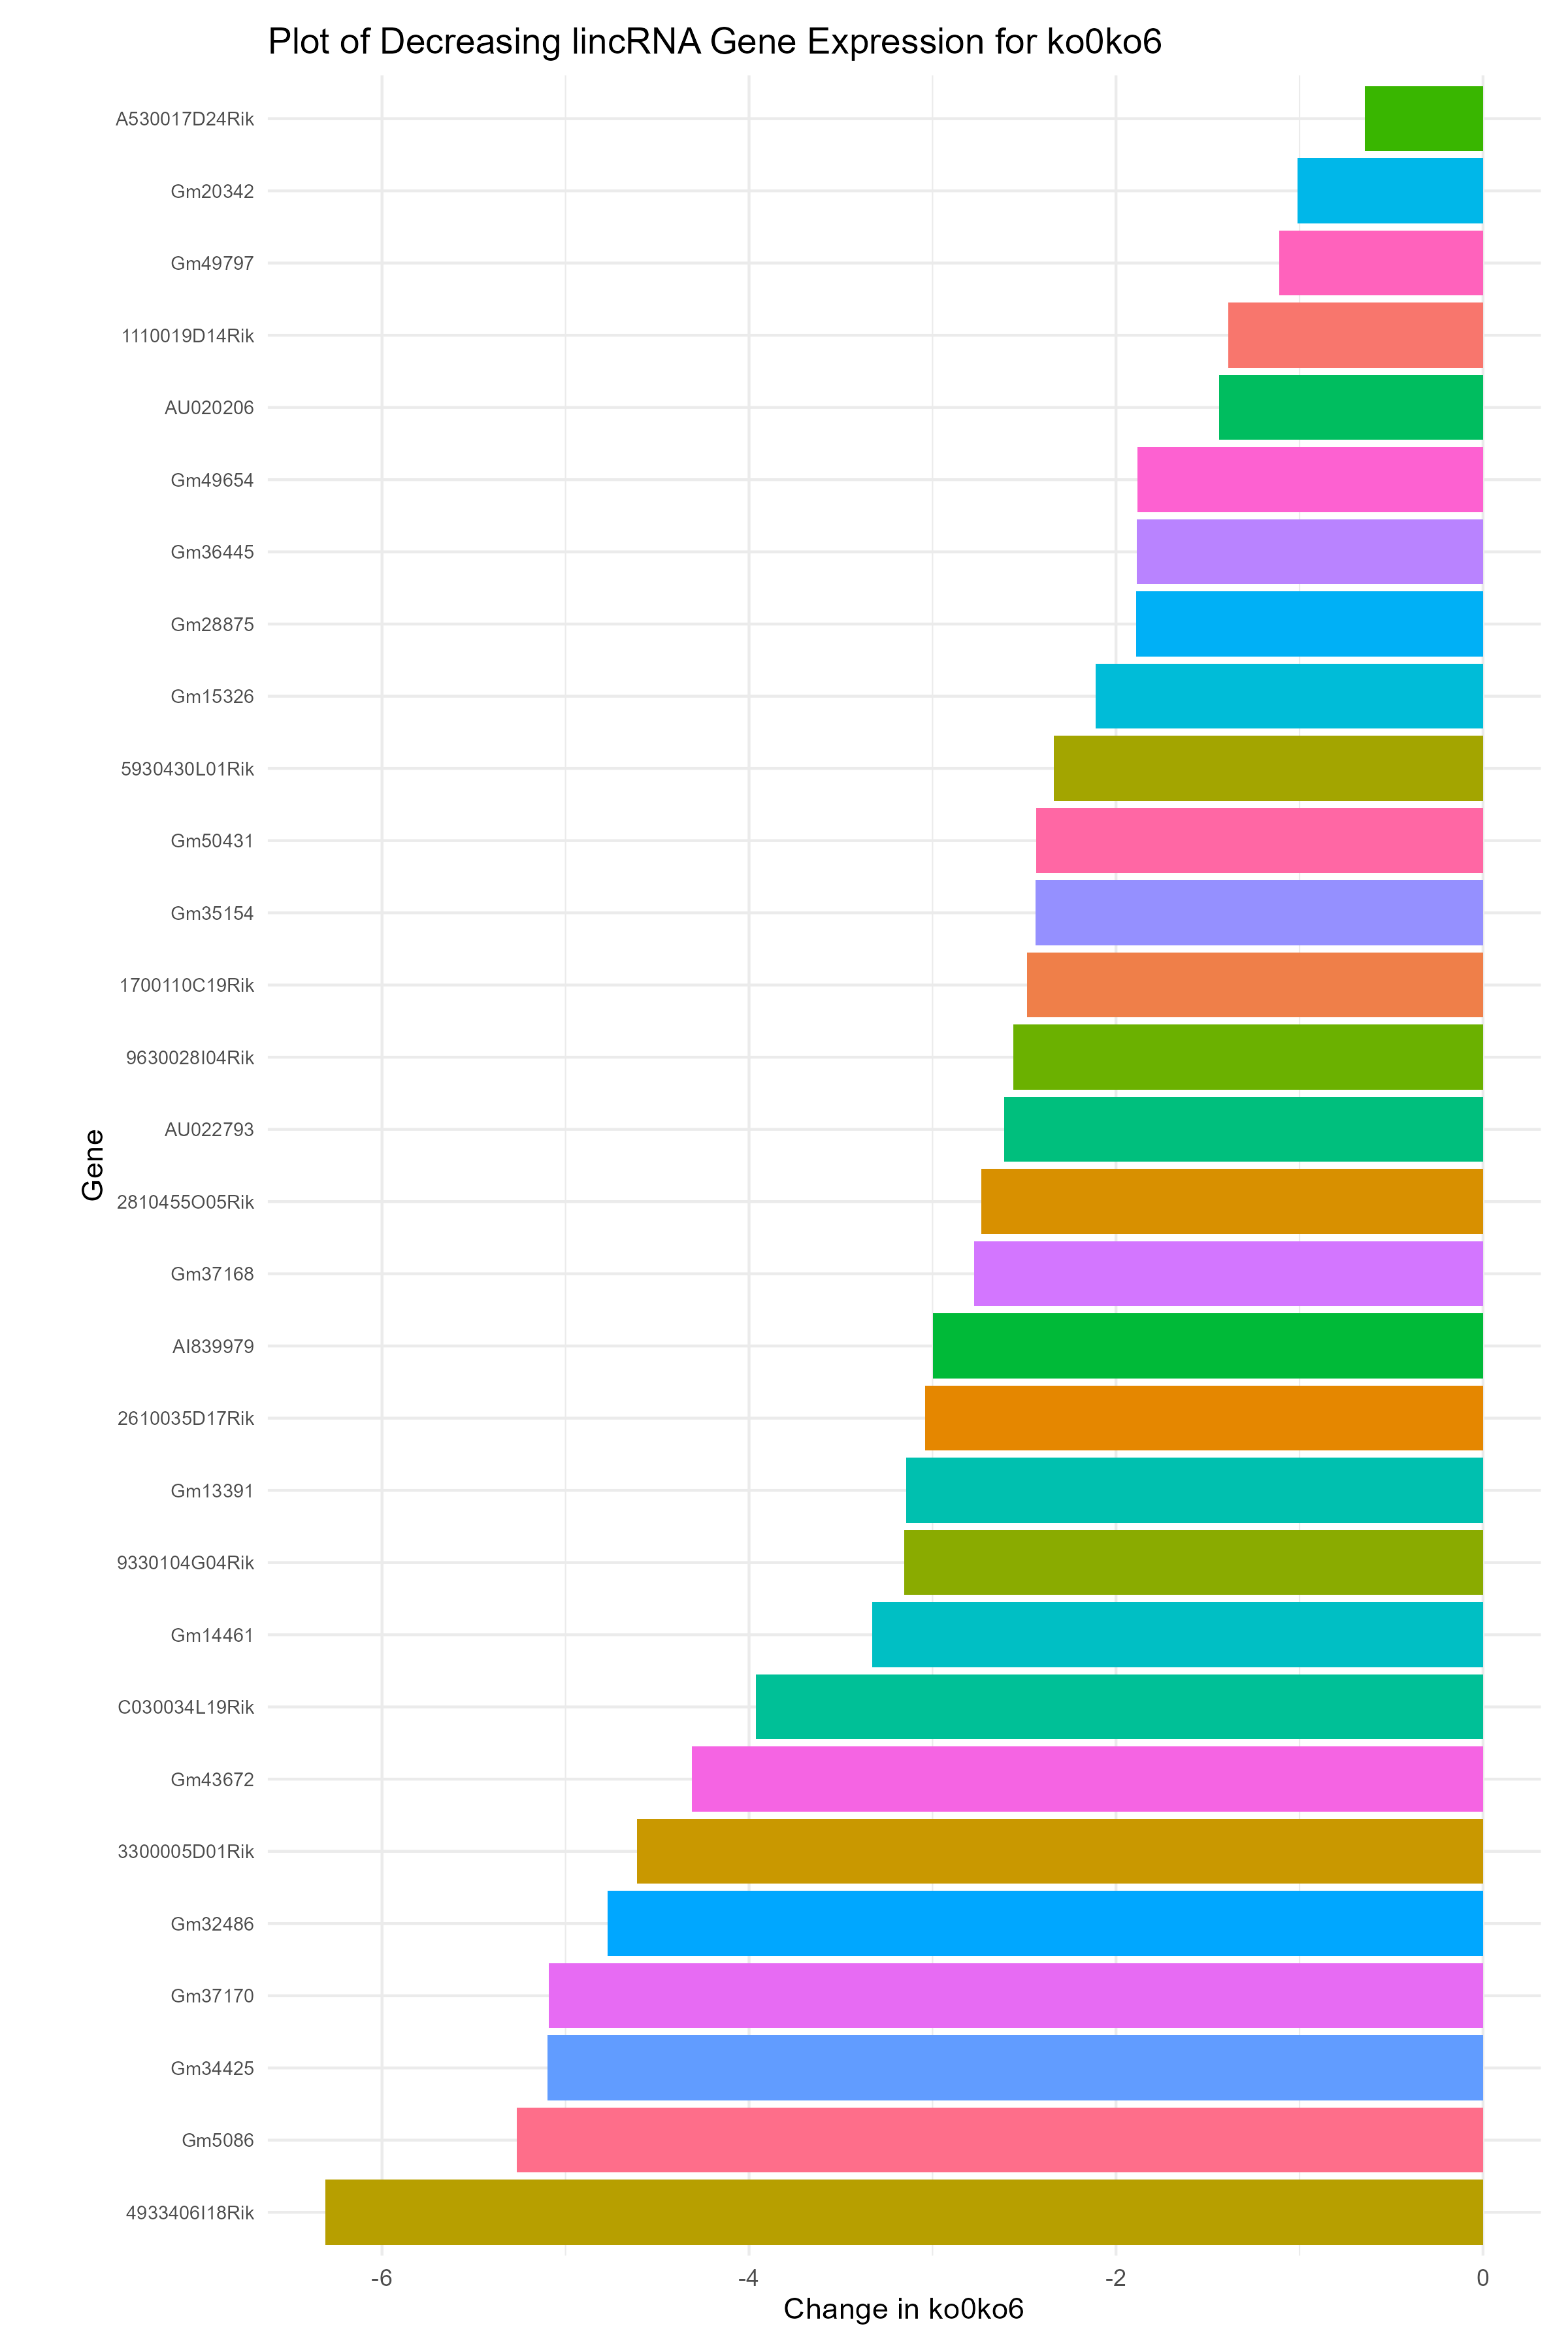 Plot of Decreasing lincRNA Gene Expression for ko0ko6
A530017D24Rik
Gm20342
Gm49797
1110019D14Rik
AU020206
Gm49654
Gm36445
Gm28875
Gm15326
5930430L01Rik
Gm50431
Gm35154
1700110C19Rik
9630028I04Rik
AU022793
Gene
2810455O05Rik
Gm37168
AI839979
2610035D17Rik
Gm13391
9330104G04Rik
Gm14461
C030034L19Rik
Gm43672
3300005D01Rik
Gm32486
Gm37170
Gm34425
Gm5086
4933406I18Rik
-6 -4 -2 0
Change in ko0ko6